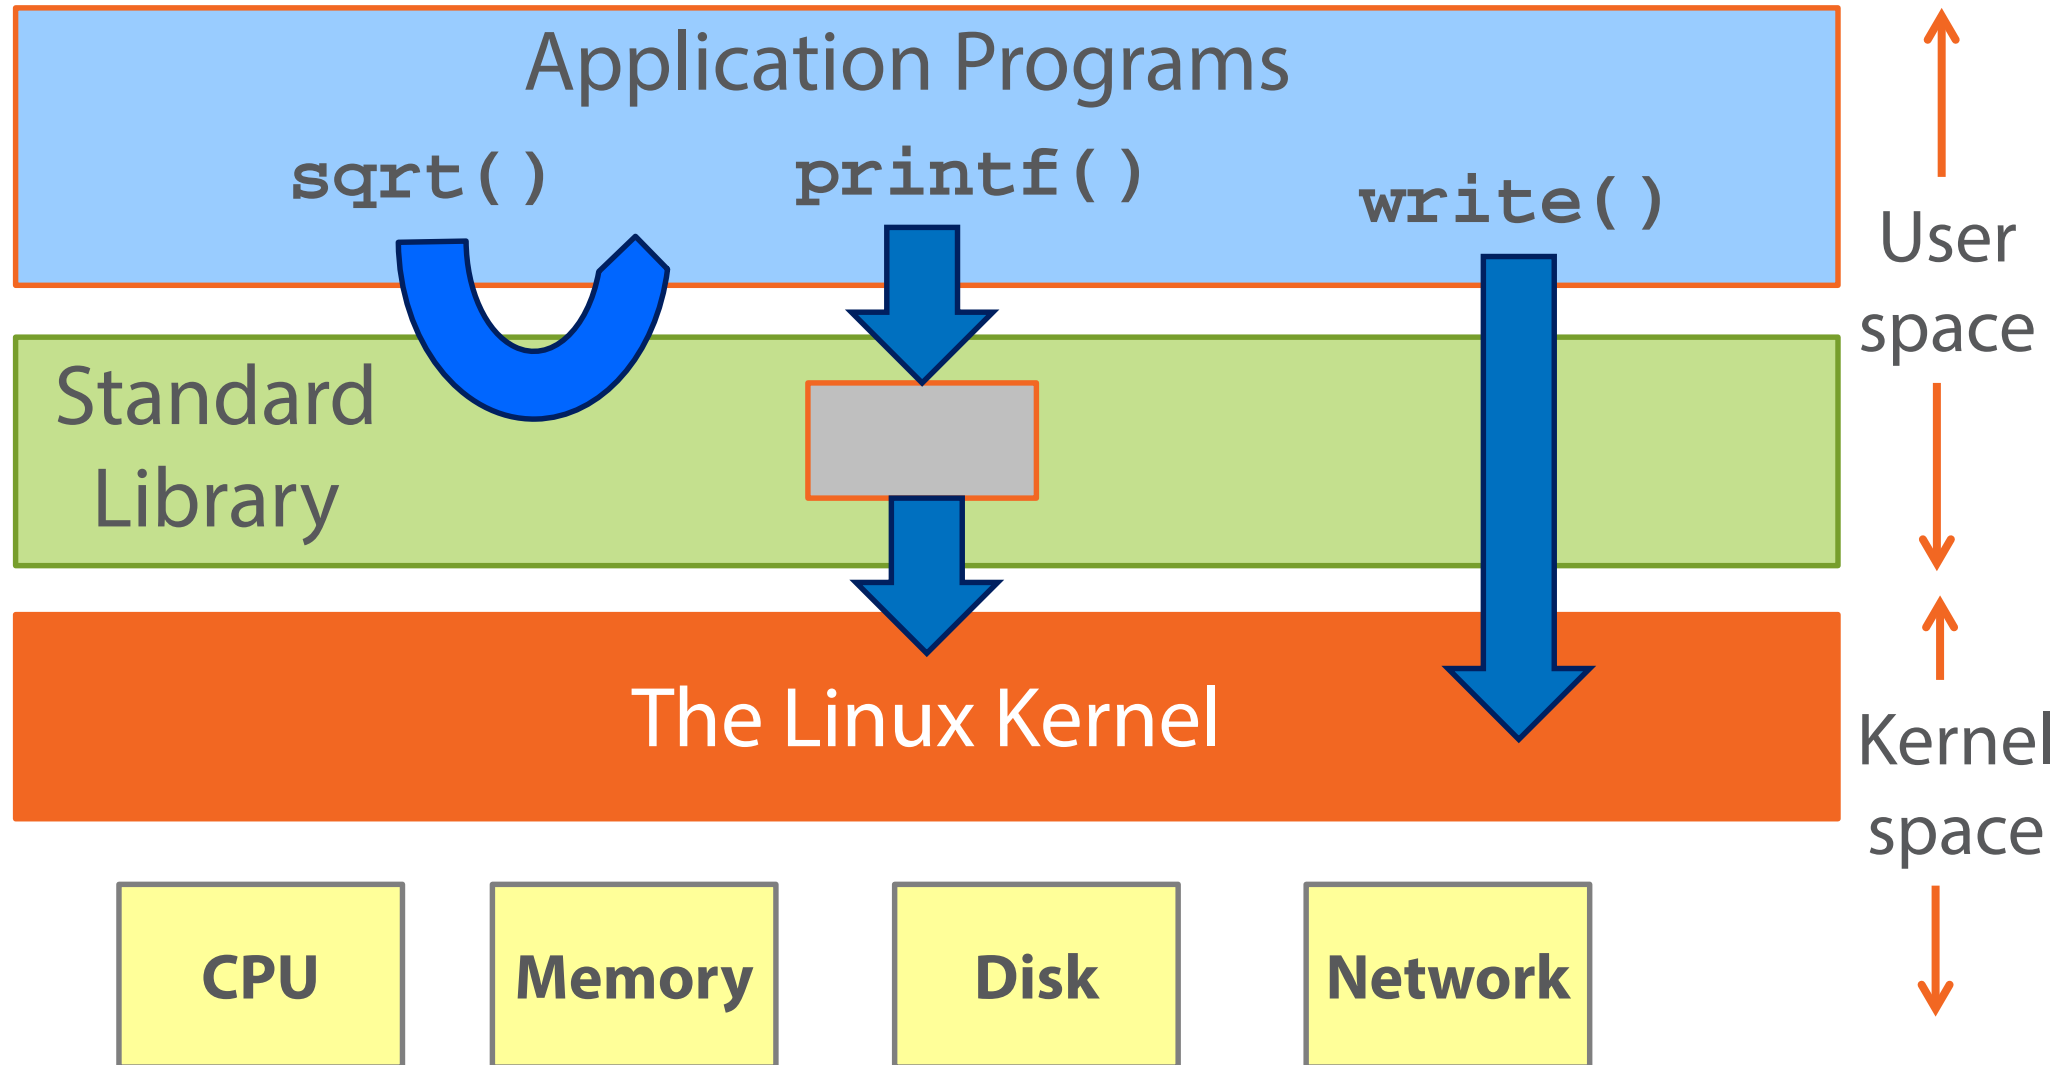 Application Programs
sqrt()
printf()
write()
User
space
Standard
Library
The Linux Kernel
Kernel
space
CPU
Memory
Disk
Network